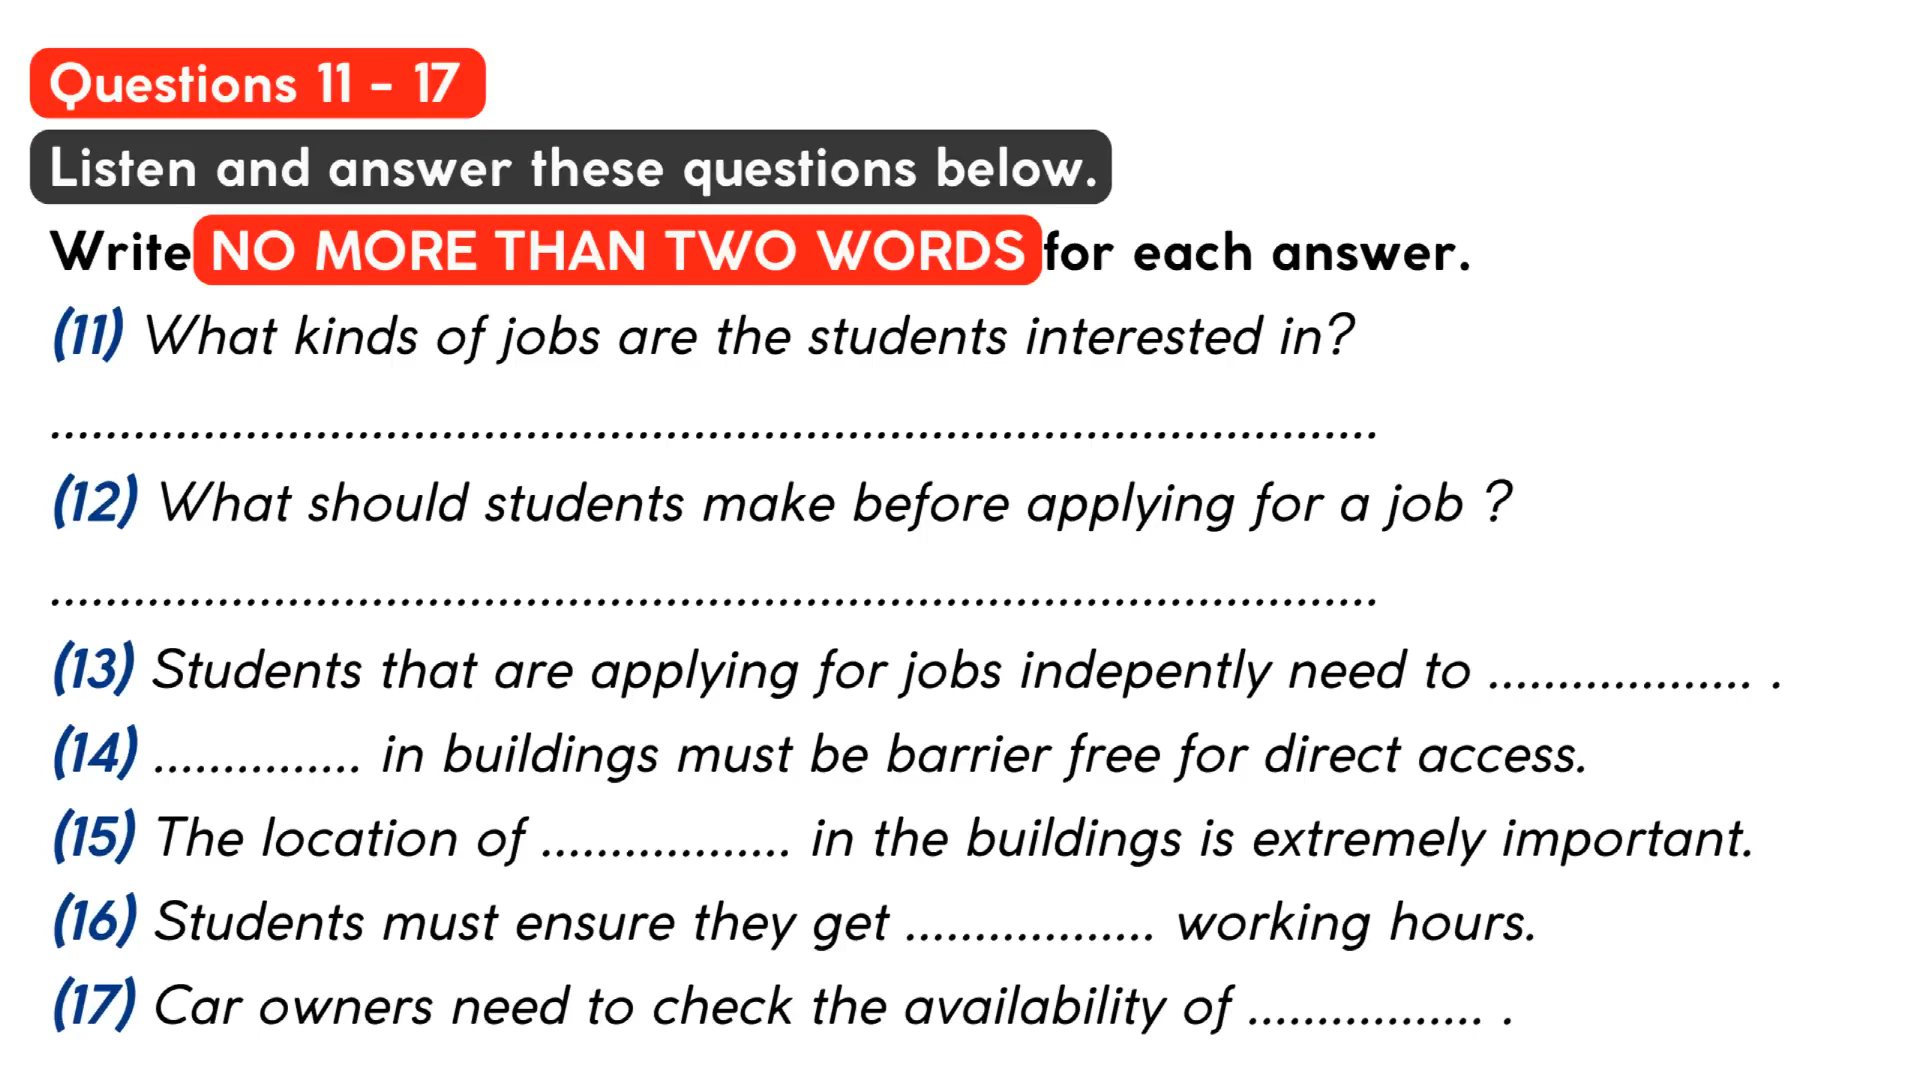 Questions 11 - 17
Listen and answer these questions below.
Write NO MORE THAN TWO WORDS for each answer.
(11) What kinds of jobs are the students interested in?
................................................................................................
(12) What should students make before applying for a job ?
................................................................................................
(13) Students that are applying for jobs indepently need to ................... .
(14) ............... in buildings must be barrier free for direct access.
(15) The location of .................. in the buildings is extremely important.
(16) Students must ensure they get .................. working hours.
(17) Car owners need to check the availability of ................. .